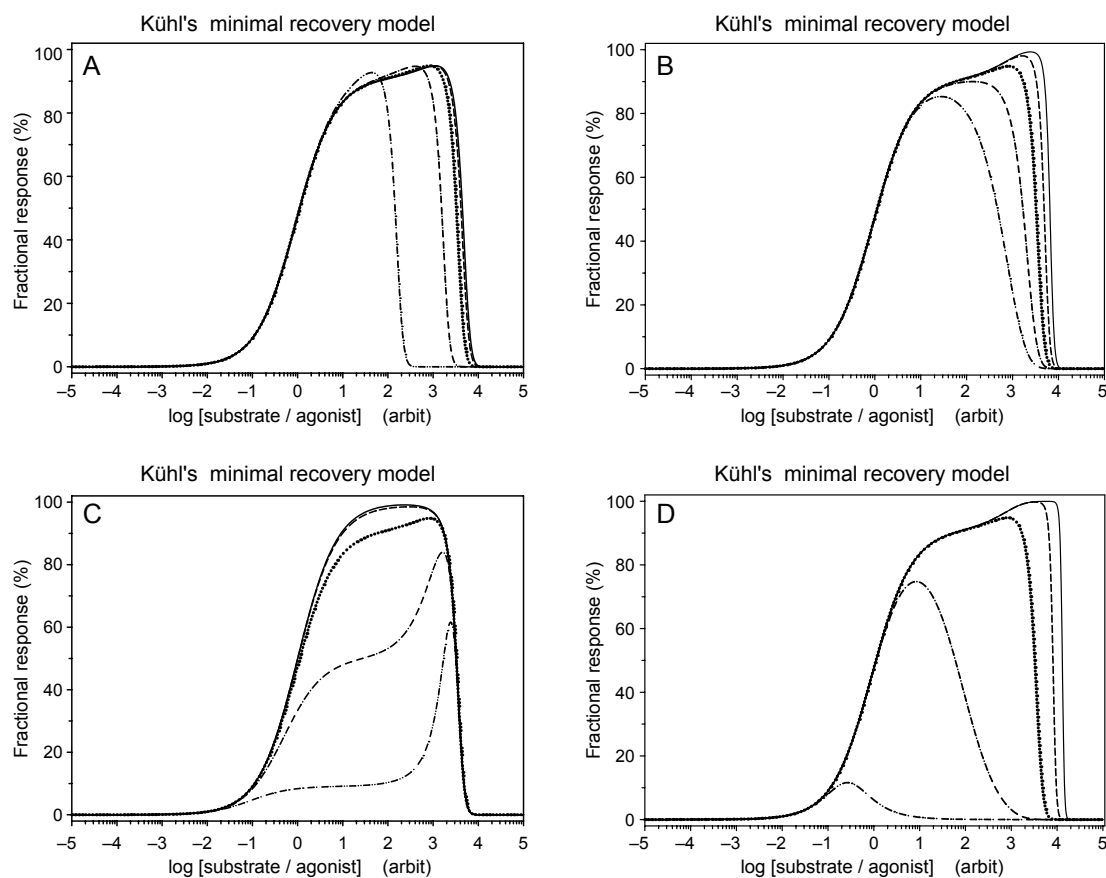 Kühl's minimal recovery model
A
Fractional response (%)
100
80
60
40
20
0
–5 –4 –3 –2 –1 0 1 2 3 4 5
log [substrate / agonist] (arbit)
Kühl's minimal recovery model
B
Fractional response (%)
100
80
60
40
20
0
–5 –4 –3 –2 –1 0 1 2 3 4 5
log [substrate / agonist] (arbit)
Kühl's minimal recovery model
C
Fractional response (%)
100
80
60
40
20
0
–5 –4 –3 –2 –1 0 1 2 3 4 5
log [substrate / agonist] (arbit)
Kühl's minimal recovery model
D
Fractional response (%)
100
80
60
40
20
0
–5 –4 –3 –2 –1 0 1 2 3 4 5
log [substrate / agonist] (arbit)